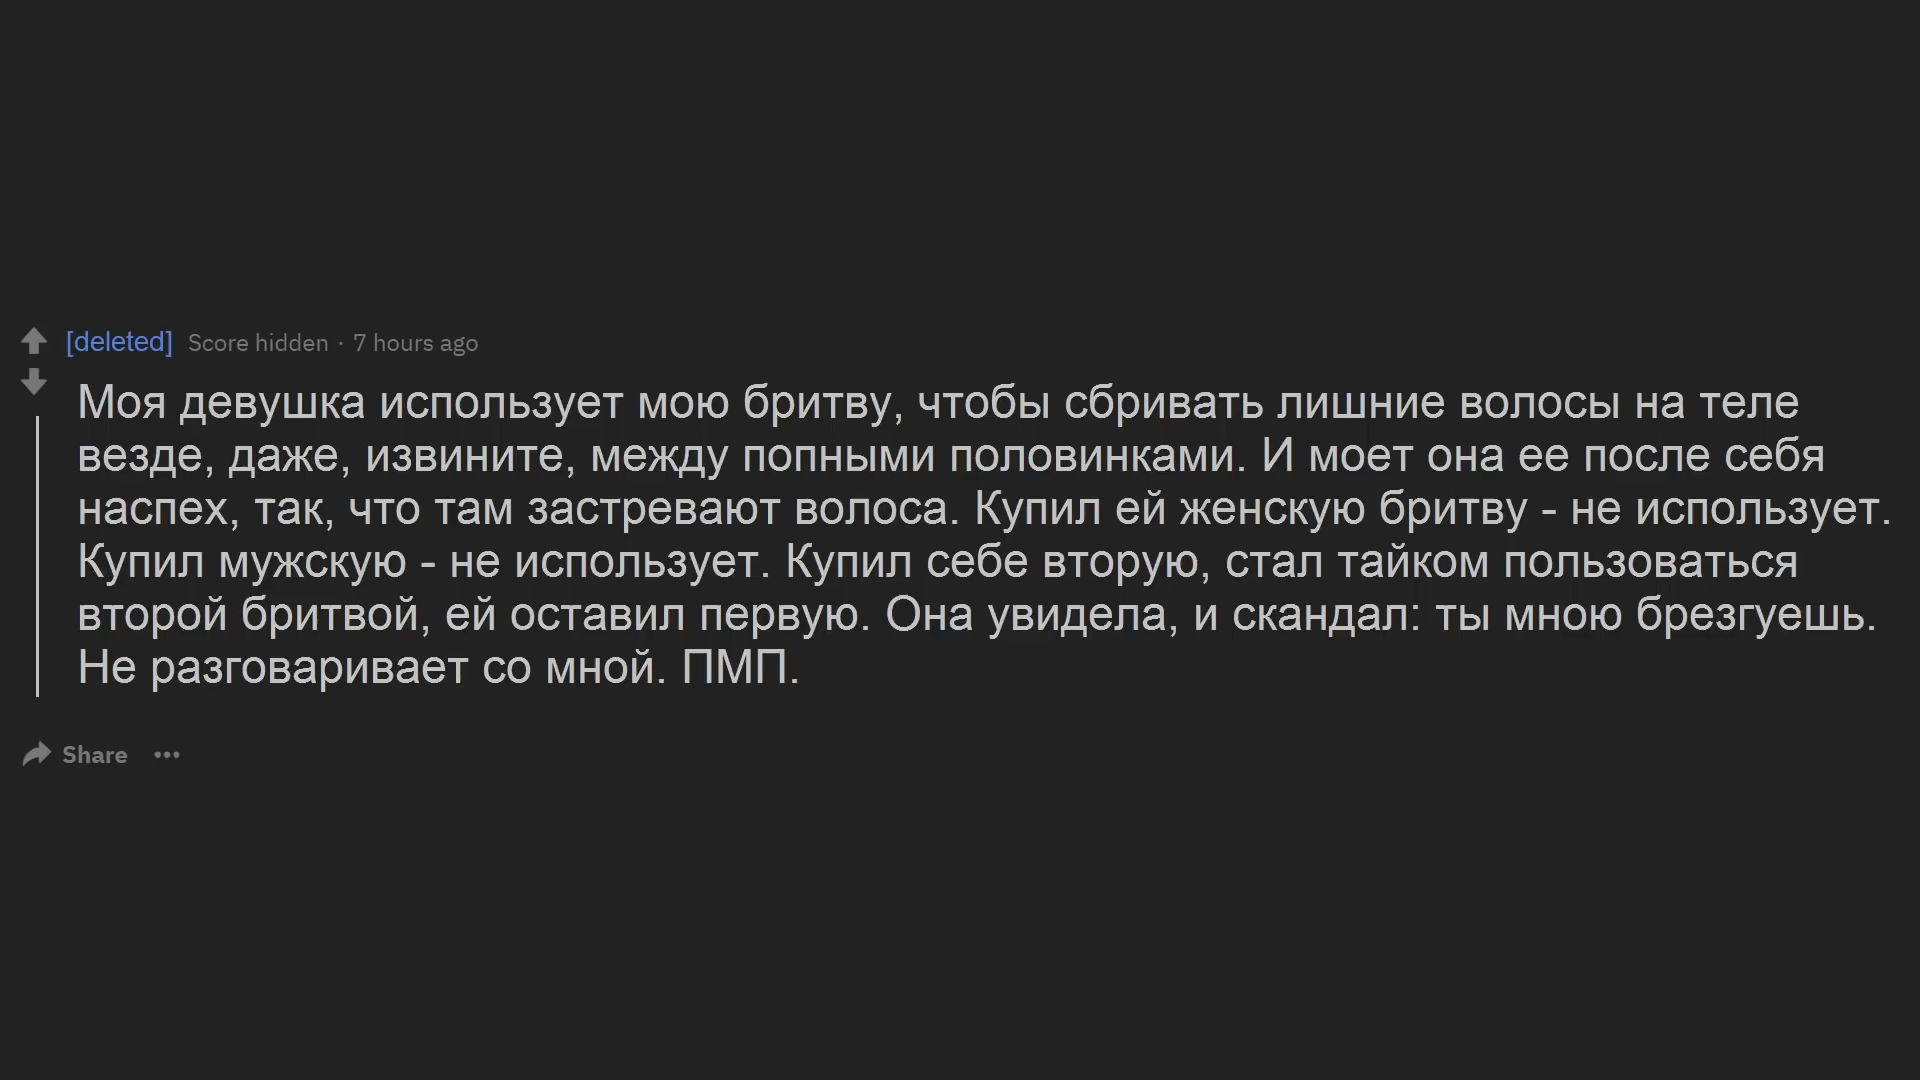 [deleted] Score hidden · 7 hours ago
Моя девушка использует мою бритву, чтобы сбривать лишние волосы на теле
везде, даже, извините, между попными половинками. И моет она ее после себя
наспех, так, что там застревают волоса. Купил ей женскую бритву - не использует.
Купил мужскую - не использует. Купил себе вторую, стал тайком пользоваться
второй бритвой, ей оставил первую. Она увидела, и скандал: ты мною брезгуешь.
Не разговаривает со мной. ПМП.
Share ...